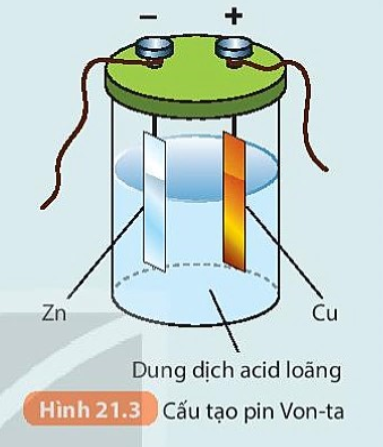 − +
Zn Cu
Dung dịch acid loãng
Hình 21.3 Cấu tạo pin Von-ta